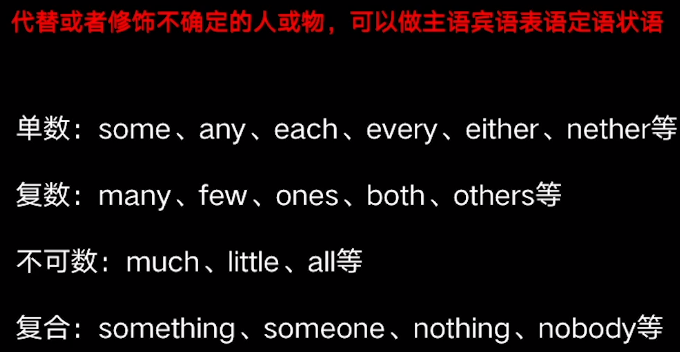 代替或者修饰不确定的人或物，可以做主语宾语表语定语状语
单数：some、any、each、every、either、nether等
复数：many、few、ones、both、others等
不可数：much、little、all等
复合：something、someone、nothing、nobody等